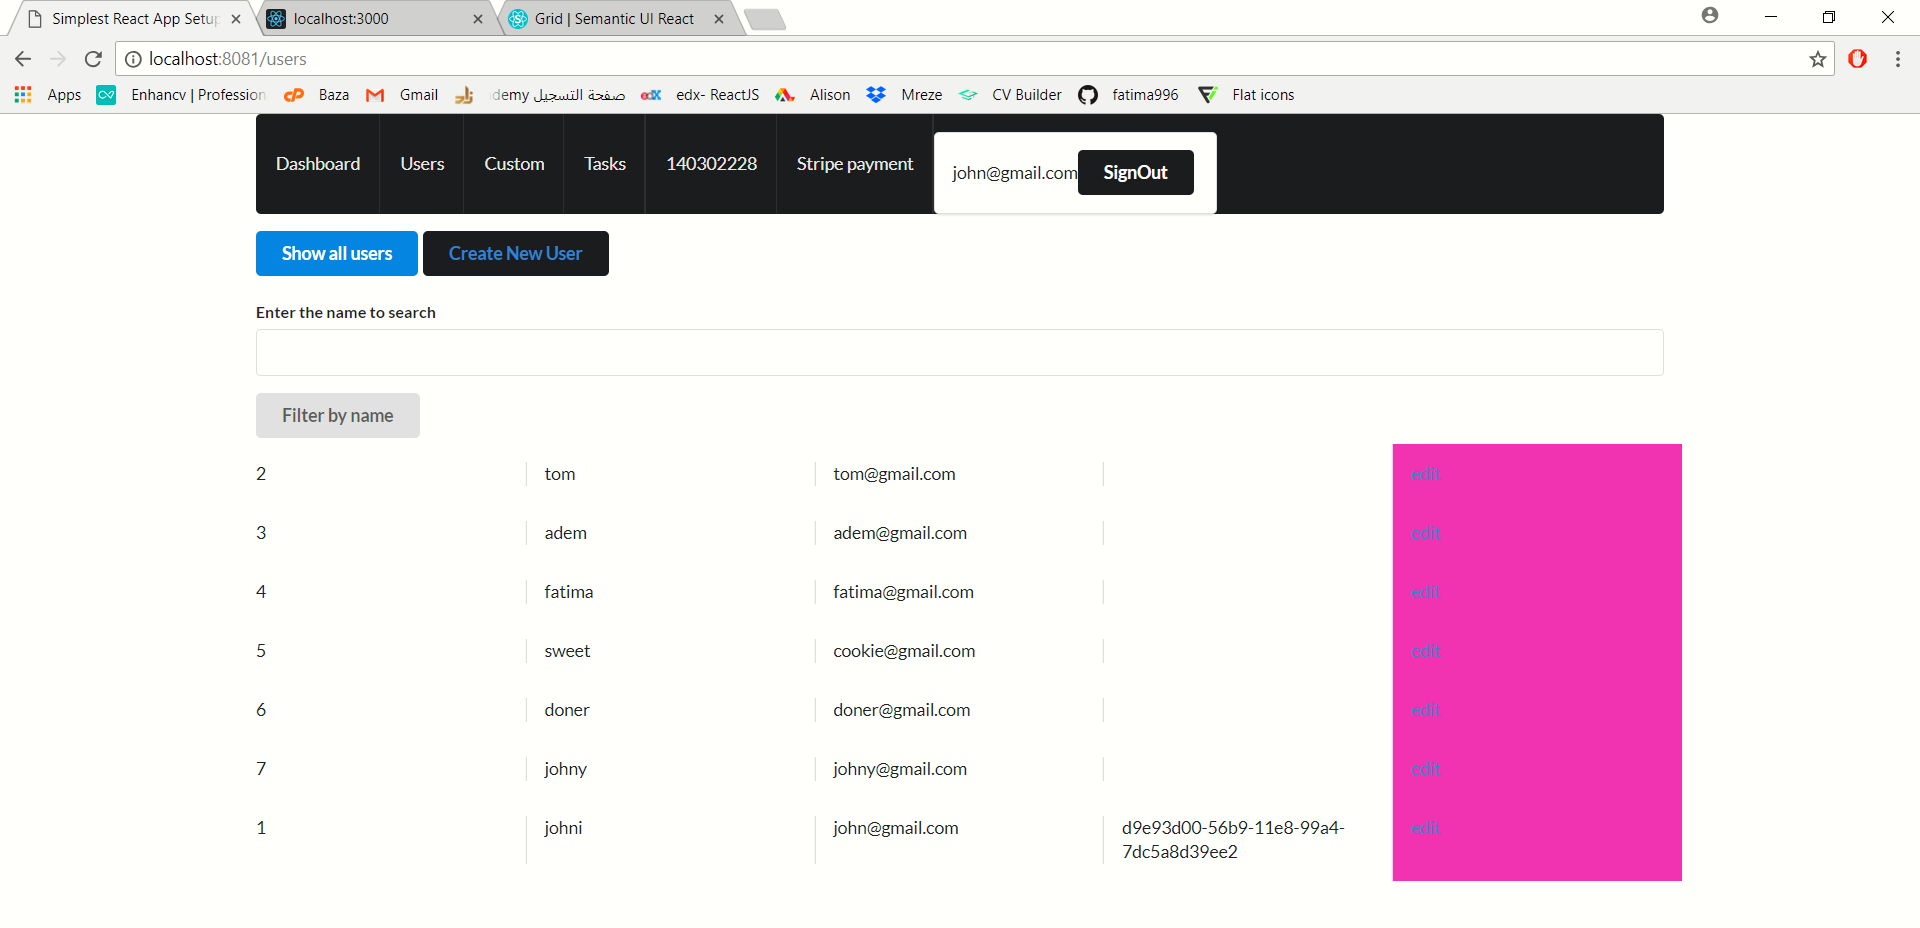 Simplest React App Setup
localhost:3000
Grid | Semantic UI React
localhost:8081/users
Apps
Enhancv | Profession
Baza
Gmail
demy صفحة التسجيل
edx- ReactJS
Alison
Mreze
CV Builder
fatima996
Flat icons
Dashboard
Users
Custom
Tasks
140302228
Stripe payment
john@gmail.com
SignOut
Show all users
Create New User
Enter the name to search
Filter by name
2 tom tom@gmail.com edit
3 adem adem@gmail.com edit
4 fatima fatima@gmail.com edit
5 sweet cookie@gmail.com edit
6 doner doner@gmail.com edit
7 johny johny@gmail.com edit
1 johni john@gmail.com d9e93d00-56b9-11e8-99a4- edit
7dc5a8d39ee2